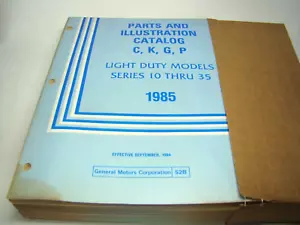 PARTS AND
ILLUSTRATION
CATALOG
C, K, G, P
LIGHT DUTY MODELS
SERIES 10 THRU 35
1985
EFFECTIVE SEPTEMBER, 1984
General Motors Corporation 52B